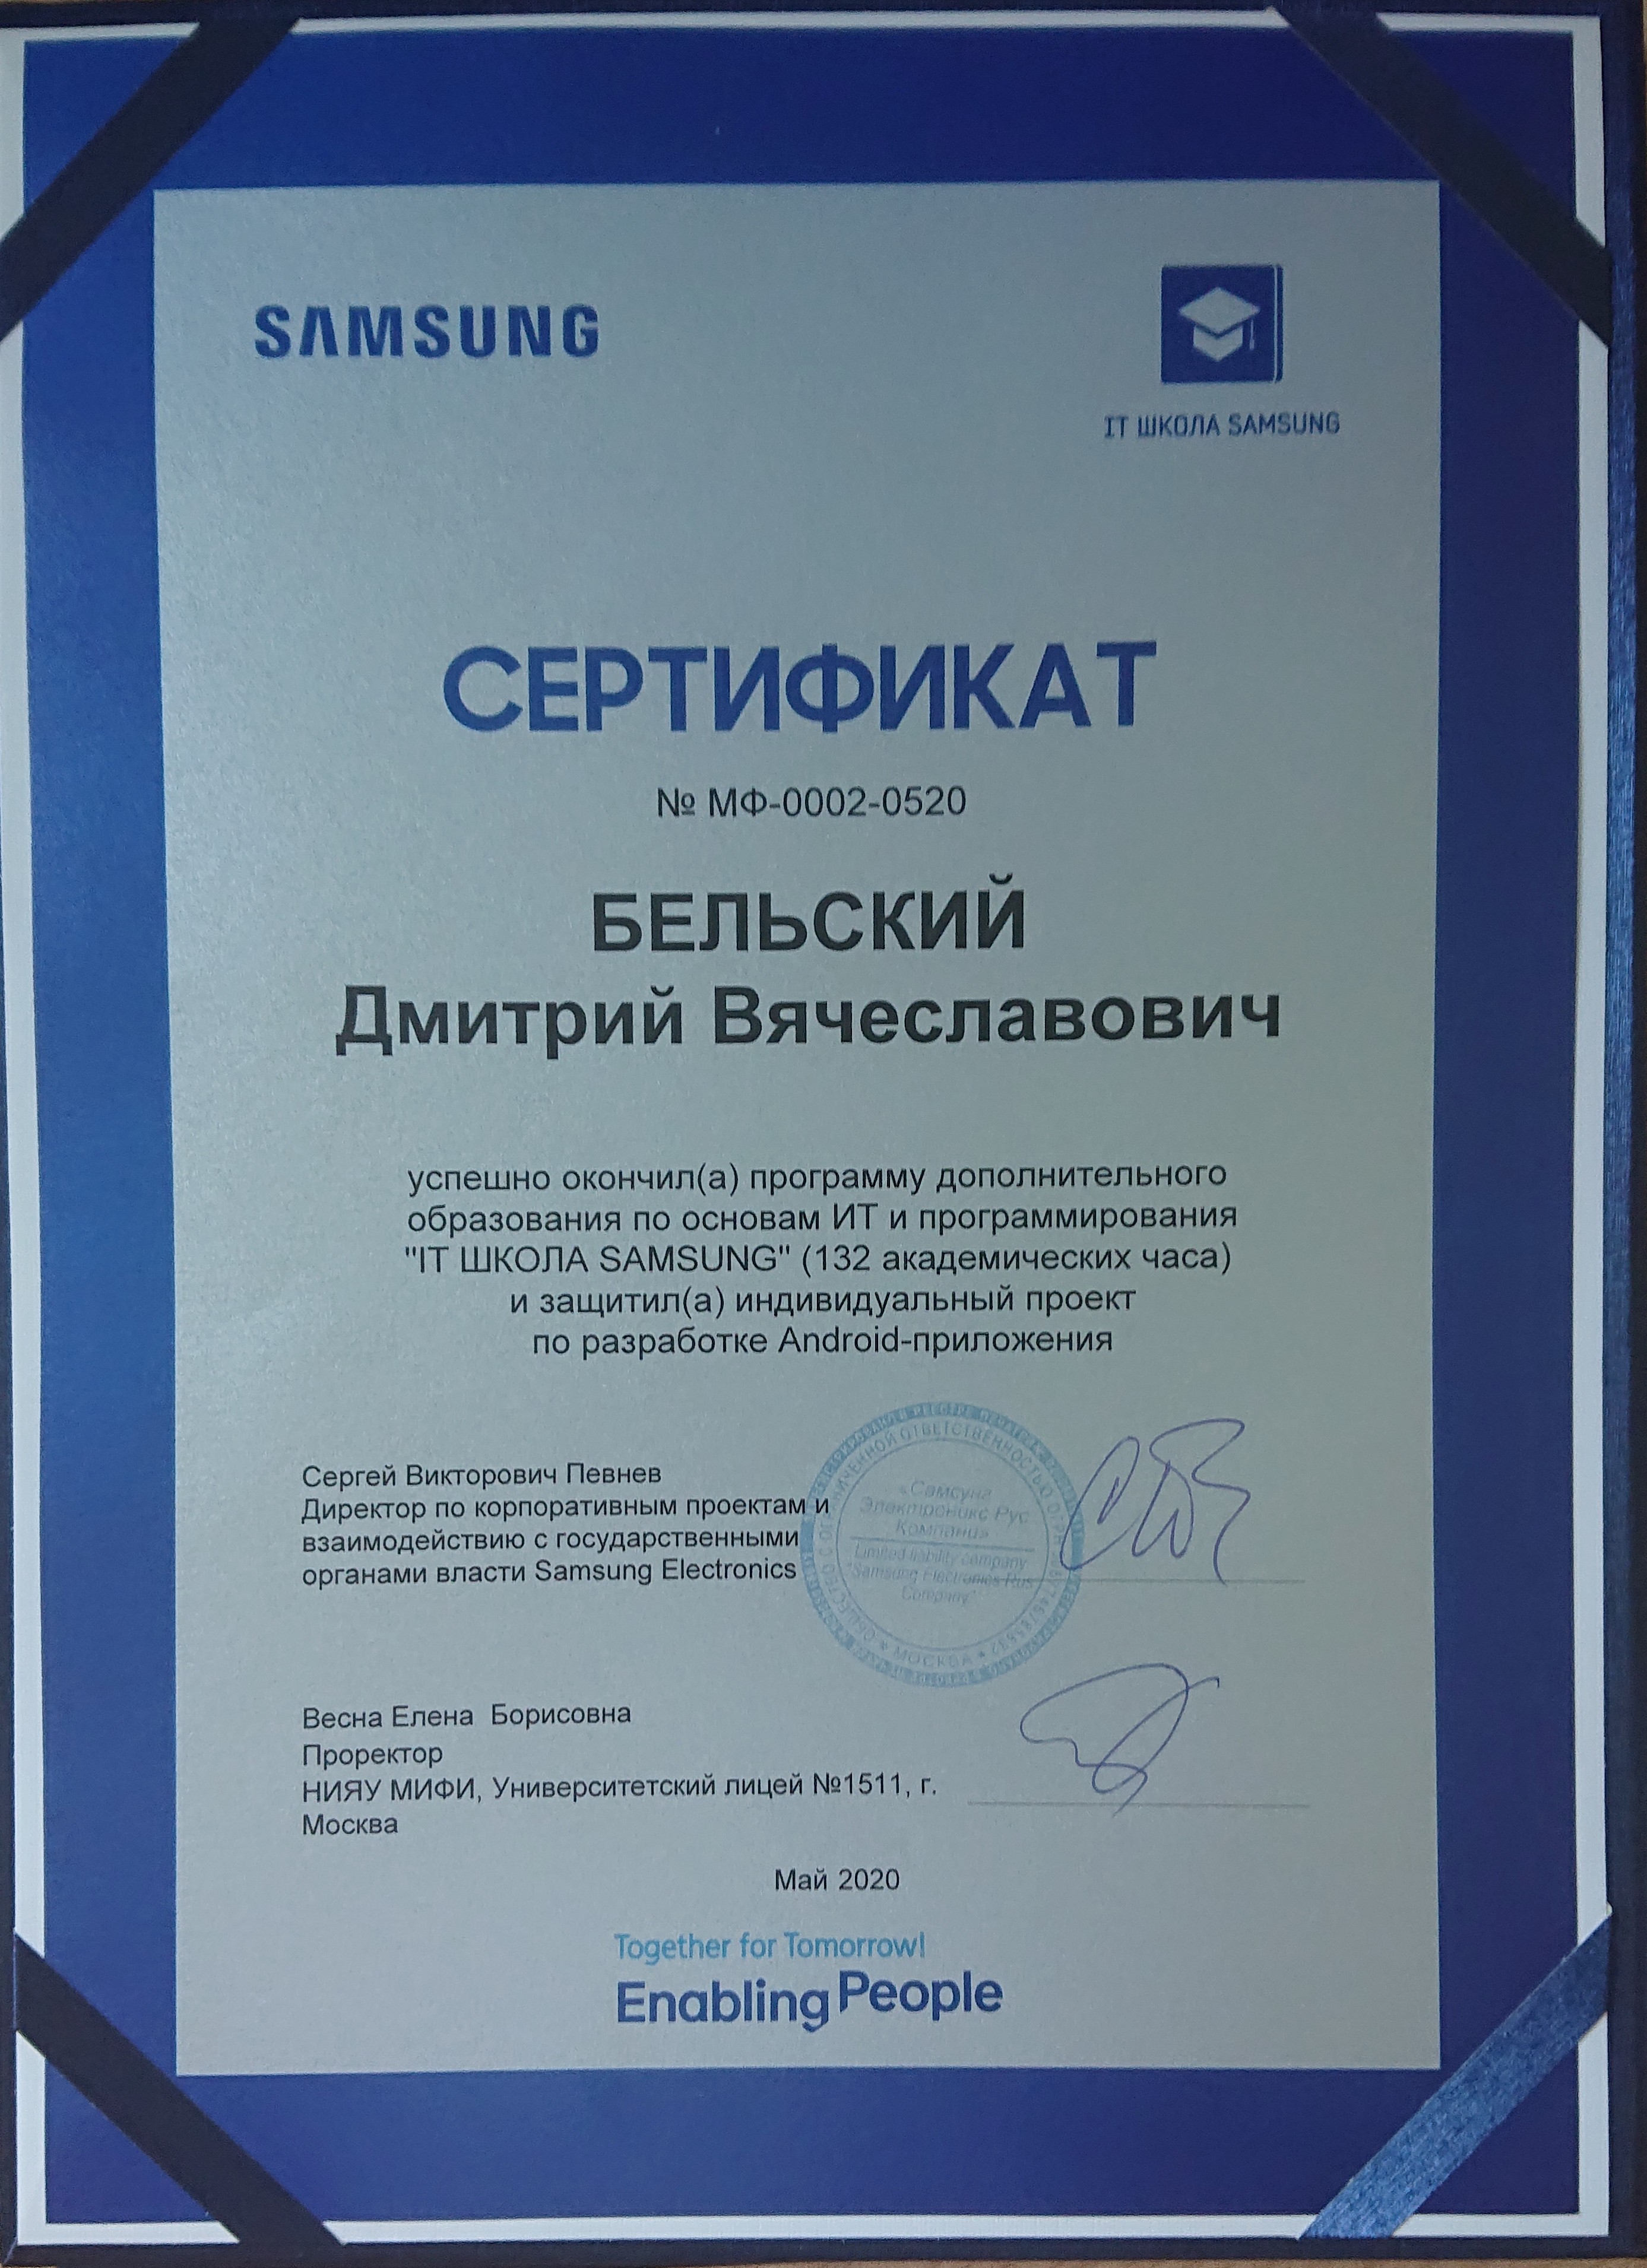 SAMSUNG
IT ШКОЛА SAMSUNG
СЕРТИФИКАТ
№ МФ-0002-0520
БЕЛЬСКИЙ
Дмитрий Вячеславович
успешно окончил(а) программу дополнительного
образования по основам ИТ и программирования
"IT ШКОЛА SAMSUNG" (132 академических часа)
и защитил(а) индивидуальный проект
по разработке Android-приложения
Сергей Викторович Певнев
Директор по корпоративным проектам и
взаимодействию с государственными
органами власти Samsung Electronics
«Самсунг
Электроникс Рус
Компани»
Limited liability company
"Samsung Electronics Rus
Company"
МОСКВА
Весна Елена  Борисовна
Проректор
НИЯУ МИФИ, Университетский лицей №1511, г.
Москва
Май 2020
Together for Tomorrow!
Enabling People